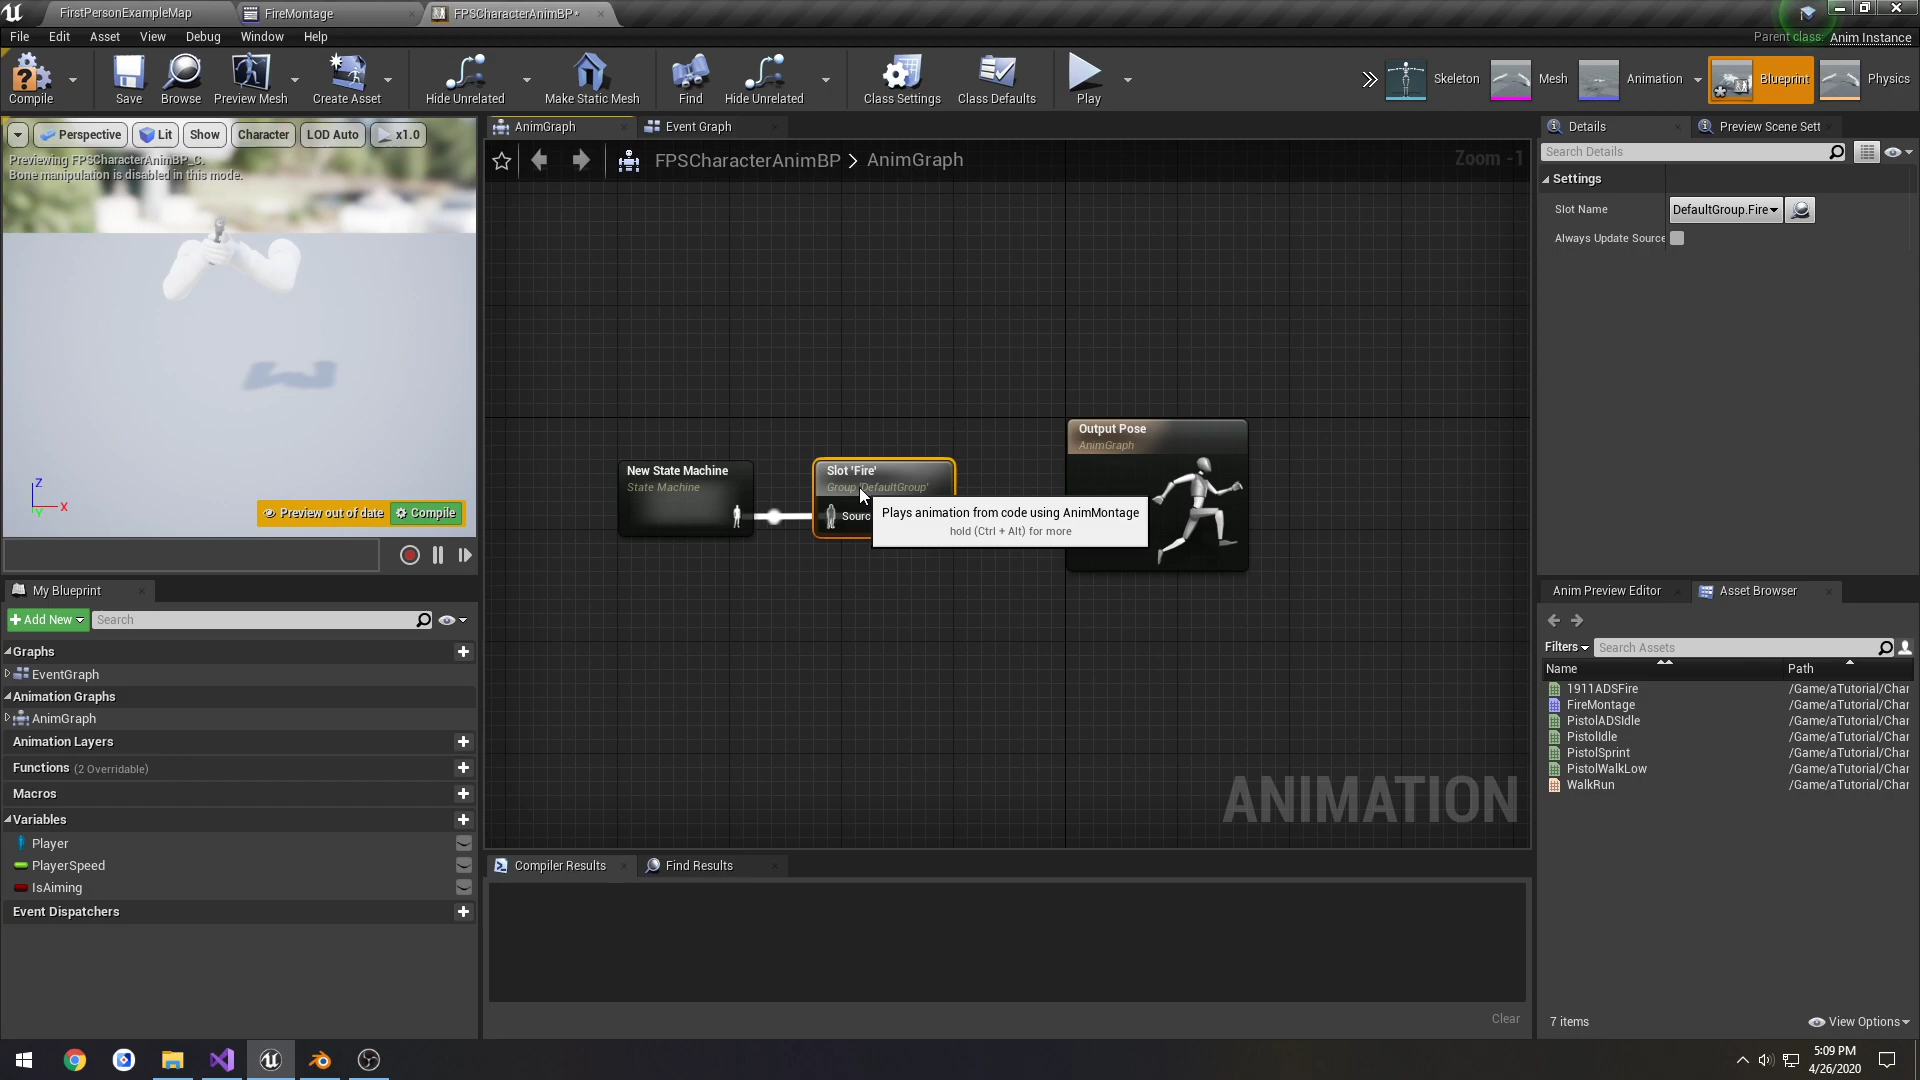 FirstPersonExampleMap
FireMontage
FPSCharacterAnimBP*
File Edit Asset View Debug Window Help
Parent class: Anim Instance
Compile
Save
Browse
Preview Mesh
Create Asset
Hide Unrelated
Make Static Mesh
Find
Hide Unrelated
Class Settings
Class Defaults
Play
Skeleton
Mesh
Animation
Blueprint
Physics
Perspective Lit Show Character LOD Auto x1.0
Previewing FPSCharacterAnimBP_C.
Bone manipulation is disabled in this mode.
Z
X
Y
Preview out of date Compile
My Blueprint
Add New Search
Graphs
EventGraph
Animation Graphs
AnimGraph
Animation Layers
Functions (2 Overridable)
Macros
Variables
Player
PlayerSpeed
IsAiming
Event Dispatchers
AnimGraph Event Graph
FPSCharacterAnimBP > AnimGraph
Zoom -1
New State Machine
State Machine
Slot 'Fire'
Group 'DefaultGroup'
Sourc
Plays animation from code using AnimMontage
hold (Ctrl + Alt) for more
Output Pose
AnimGraph
ANIMATION
Compiler Results Find Results
Clear
Details Preview Scene Sett
Search Details
Settings
Slot Name DefaultGroup.Fire
Always Update Source
Anim Preview Editor Asset Browser
Filters Search Assets
Name Path
1911ADSFire /Game/aTutorial/Char
FireMontage /Game/aTutorial/Char
PistolADSIdle /Game/aTutorial/Char
PistolIdle /Game/aTutorial/Char
PistolSprint /Game/aTutorial/Char
PistolWalkLow /Game/aTutorial/Char
WalkRun /Game/aTutorial/Char
7 items View Options
5:09 PM
4/26/2020